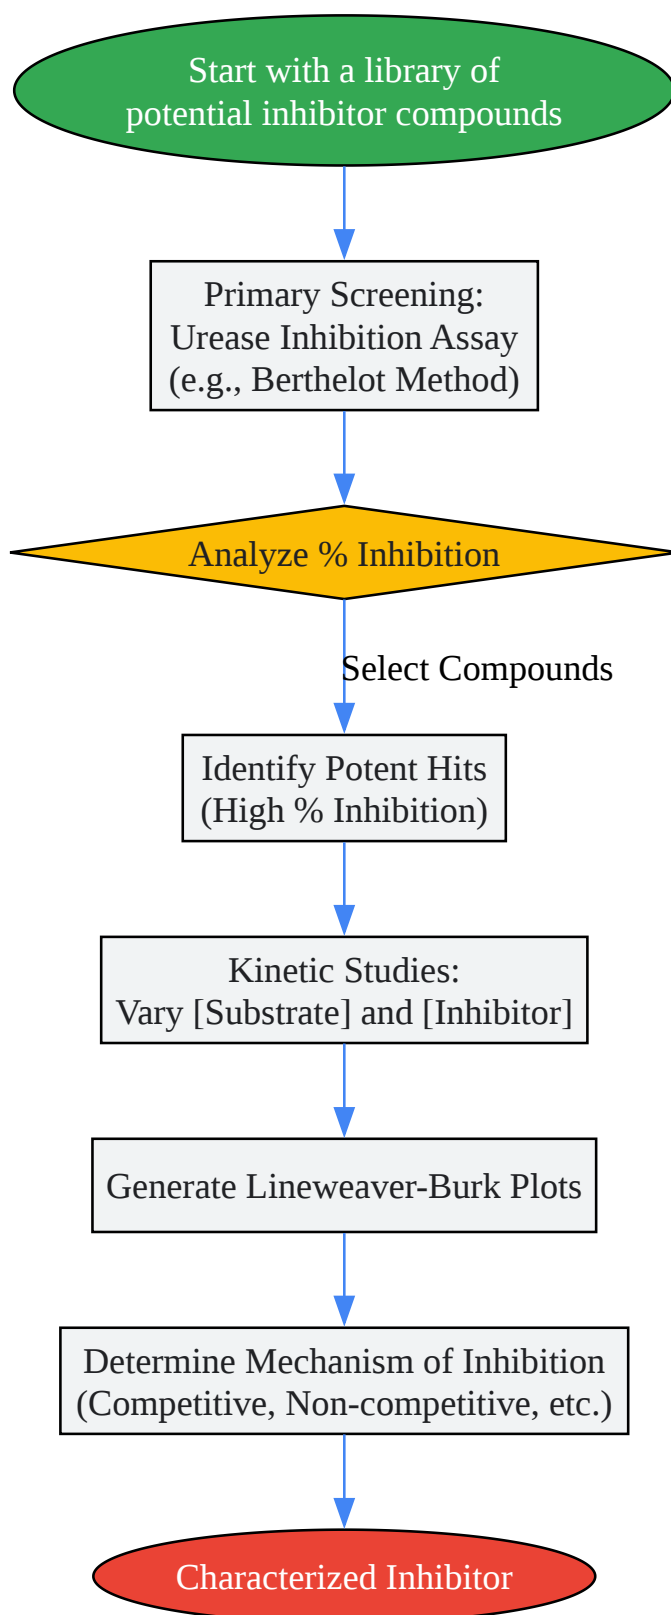 Start with a library of
potential inhibitor compounds
Primary Screening:
Urease Inhibition Assay
(e.g., Berthelot Method)
Analyze % Inhibition
Select Compounds
Identify Potent Hits
(High % Inhibition)
Kinetic Studies:
Vary [Substrate] and [Inhibitor]
Generate Lineweaver-Burk Plots
Determine Mechanism of Inhibition
(Competitive, Non-competitive, etc.)
Characterized Inhibitor